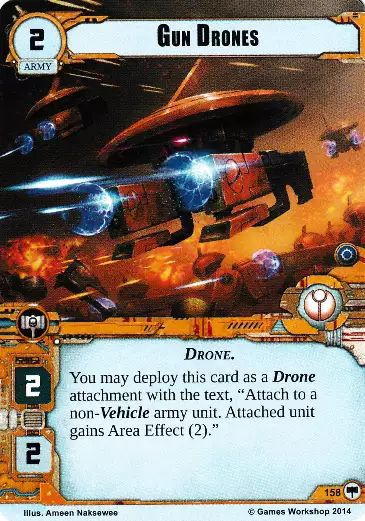 2
GUN DRONES
ARMY
DRONE.
2
You may deploy this card as a Drone
attachment with the text, “Attach to a
non-Vehicle army unit. Attached unit
gains Area Effect (2).”
2
158
Illus. Ameen Naksewee
© Games Workshop 2014